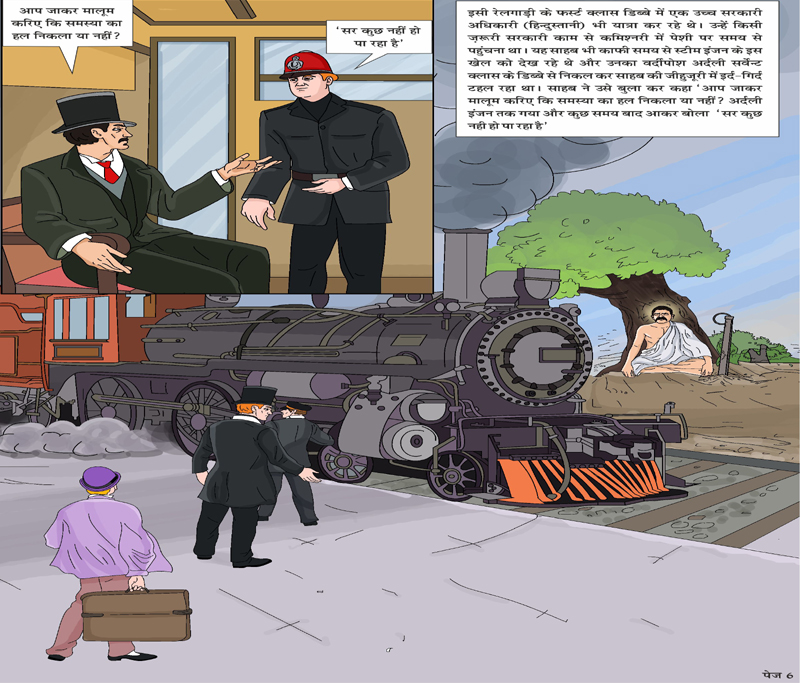 आप जाकर मालूम
करिए कि समस्या का
हल निकला या नहीं?
‘सर कुछ नहीं हो
पा रहा है’
इसी रेलगाड़ी के फर्स्ट क्लास डिब्बे में एक उच्च सरकारी
अधिकारी (हिन्दुस्तानी) भी यात्रा कर रहे थे। उन्हें किसी
ज़रूरी सरकारी काम से कमिश्नरी में पेशी पर समय से
पहुंचना था। यह साहब भी काफी समय से स्टीम इंजन के इस
खेल को देख रहे थे और उनका वर्दीपोश अर्दली सर्वेन्ट
क्लास के डिब्बे से निकल कर साहब की जीहुजूरी में इर्द-गिर्द
टहल रहा था। साहब ने उसे बुला कर कहा ‘आप जाकर
मालूम करिए कि समस्या का हल निकला या नहीं? अर्दली
इंजन तक गया और कुछ समय बाद आकर बोला ‘सर कुछ
नही हो पा रहा है’
पेज 6